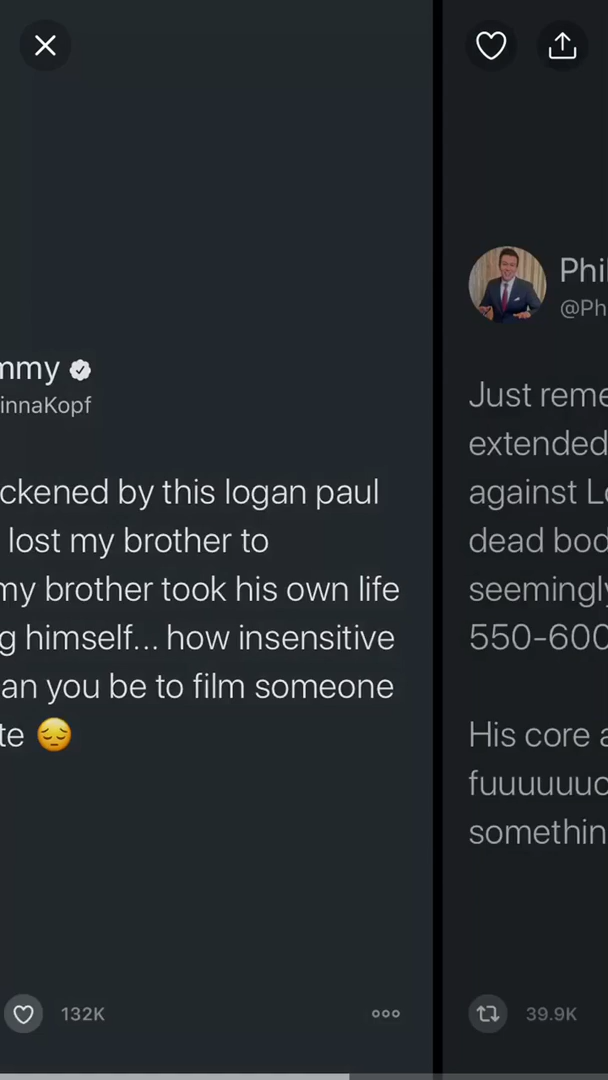 mmy
innaKopf
ckened by this logan paul
lost my brother to
my brother took his own life
g himself... how insensitive
an you be to film someone
te 😔
132K
Phil
@Ph
Just reme
extended
against Lo
dead bod
seemingly
550-600
His core a
fuuuuuuc
somethin
39.9K